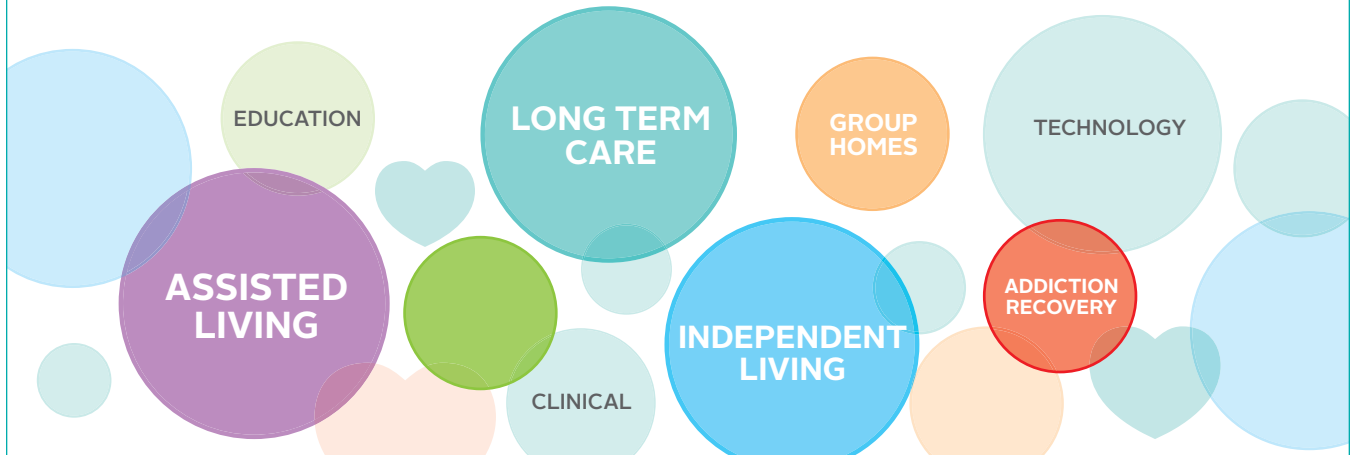 EDUCATION
LONG TERM
CARE
GROUP
HOMES
TECHNOLOGY
ASSISTED
LIVING
INDEPENDENT
LIVING
ADDICTION
RECOVERY
CLINICAL